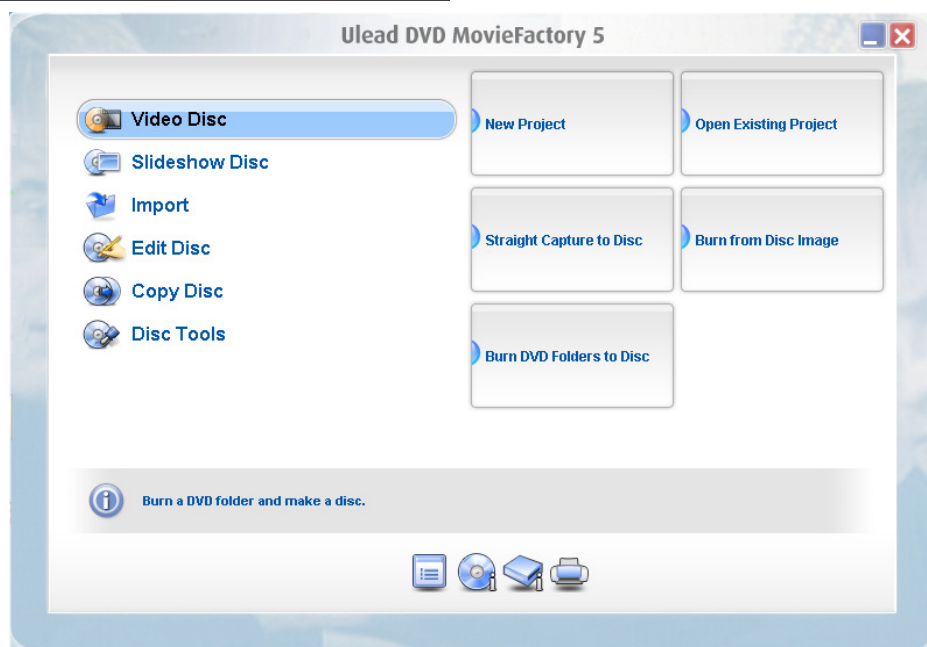 Ulead DVD MovieFactory 5
Video Disc
Slideshow Disc
Import
Edit Disc
Copy Disc
Disc Tools
New Project
Open Existing Project
Straight Capture to Disc
Burn from Disc Image
Burn DVD Folders to Disc
Burn a DVD folder and make a disc.